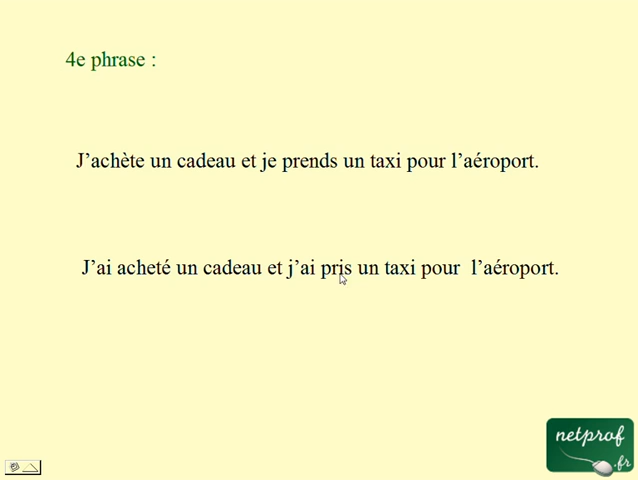 4e phrase :
J’achète un cadeau et je prends un taxi pour l’aéroport.
J’ai acheté un cadeau et j’ai pris un taxi pour l’aéroport.
netprof
.fr